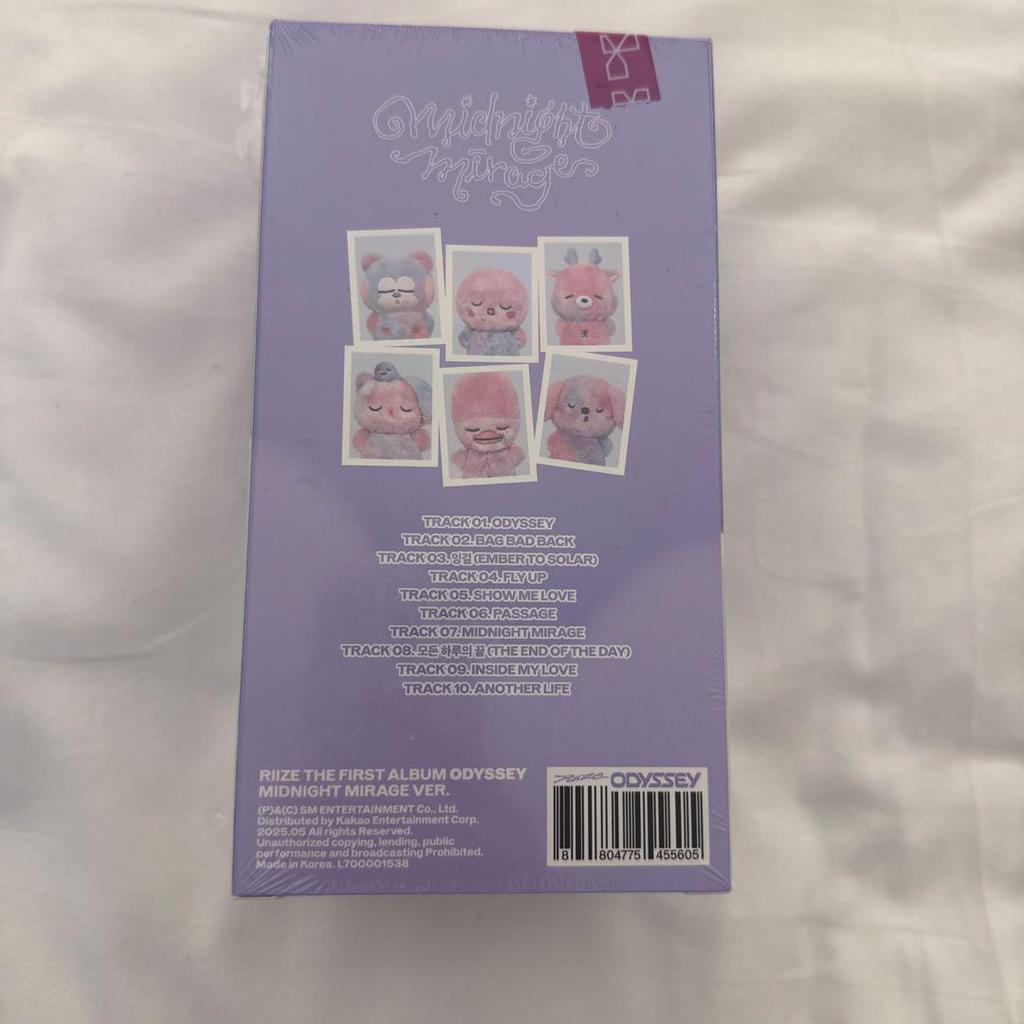 midnight
mirage
TRACK 01. ODYSSEY
TRACK 02. BAG BAD BACK
TRACK 03. 잉걸 (EMBER TO SOLAR)
TRACK 04. FLY UP
TRACK 05. SHOW ME LOVE
TRACK 06. PASSAGE
TRACK 07. MIDNIGHT MIRAGE
TRACK 08. 모든 하루의 끝 (THE END OF THE DAY)
TRACK 09. INSIDE MY LOVE
TRACK 10. ANOTHER LIFE
RIIZE THE FIRST ALBUM ODYSSEY
MIDNIGHT MIRAGE VER.
(P)&(C) SM ENTERTAINMENT Co., Ltd.
Distributed by Kakao Entertainment Corp.
2025.05 All rights Reserved.
Unauthorized copying, lending, public
performance and broadcasting Prohibited.
Made in Korea. L700001538
RIIZE ODYSSEY
8 804775 455605